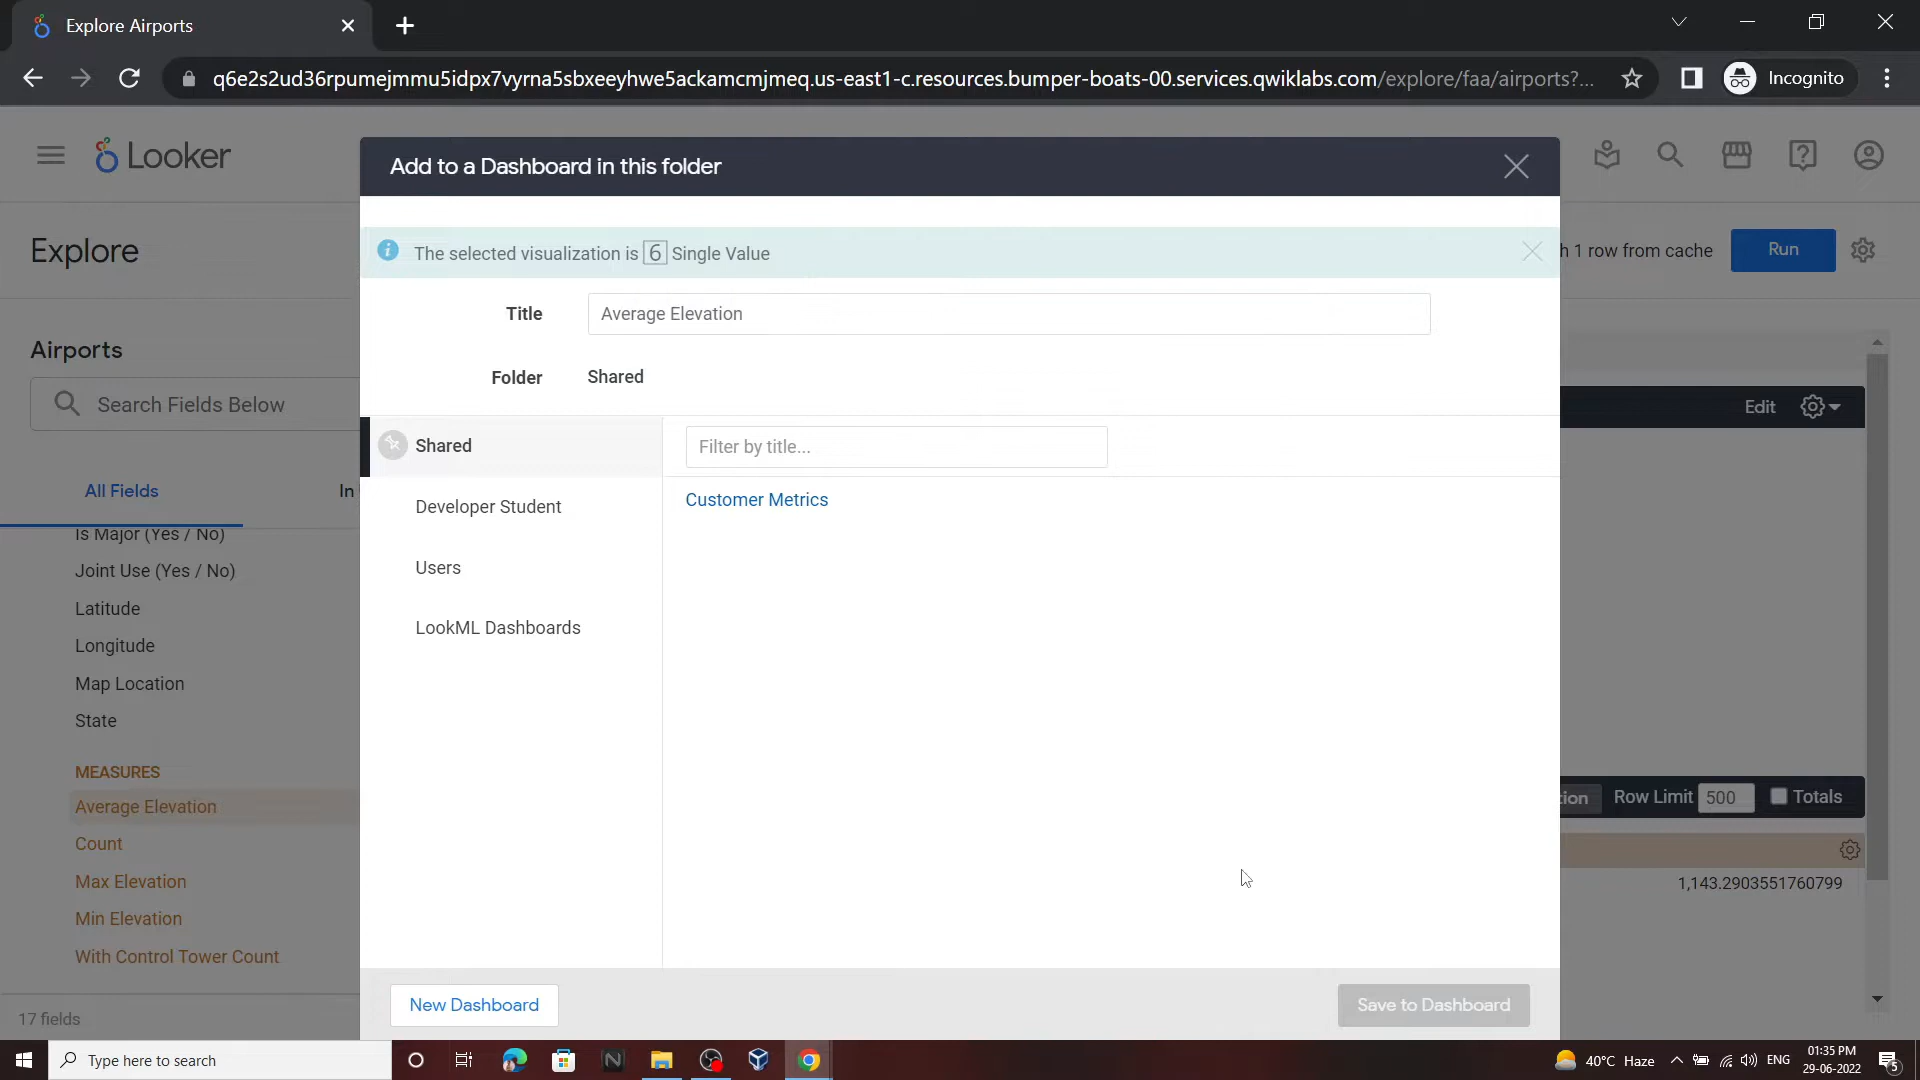 Explore Airports
q6e2s2ud36rpumejmmu5idpx7vyrna5sbxeeyhwe5ackamcmjmeq.us-east1-c.resources.bumper-boats-00.services.qwiklabs.com/explore/faa/airports?...
Incognito
Looker
Add to a Dashboard in this folder
Explore
The selected visualization is 6 Single Value
1 row from cache
Run
Title
Average Elevation
Airports
Folder
Shared
Search Fields Below
Edit
Shared
Filter by title...
All Fields
In
Customer Metrics
Developer Student
Is Major (Yes / No)
Joint Use (Yes / No)
Users
Latitude
LookML Dashboards
Longitude
Map Location
State
MEASURES
Average Elevation
Row Limit 500
Totals
Count
Max Elevation
1,143.2903551760799
Min Elevation
With Control Tower Count
New Dashboard
Save to Dashboard
17 fields
Type here to search
40°C Haze
ENG
01:35 PM
29-06-2022
5